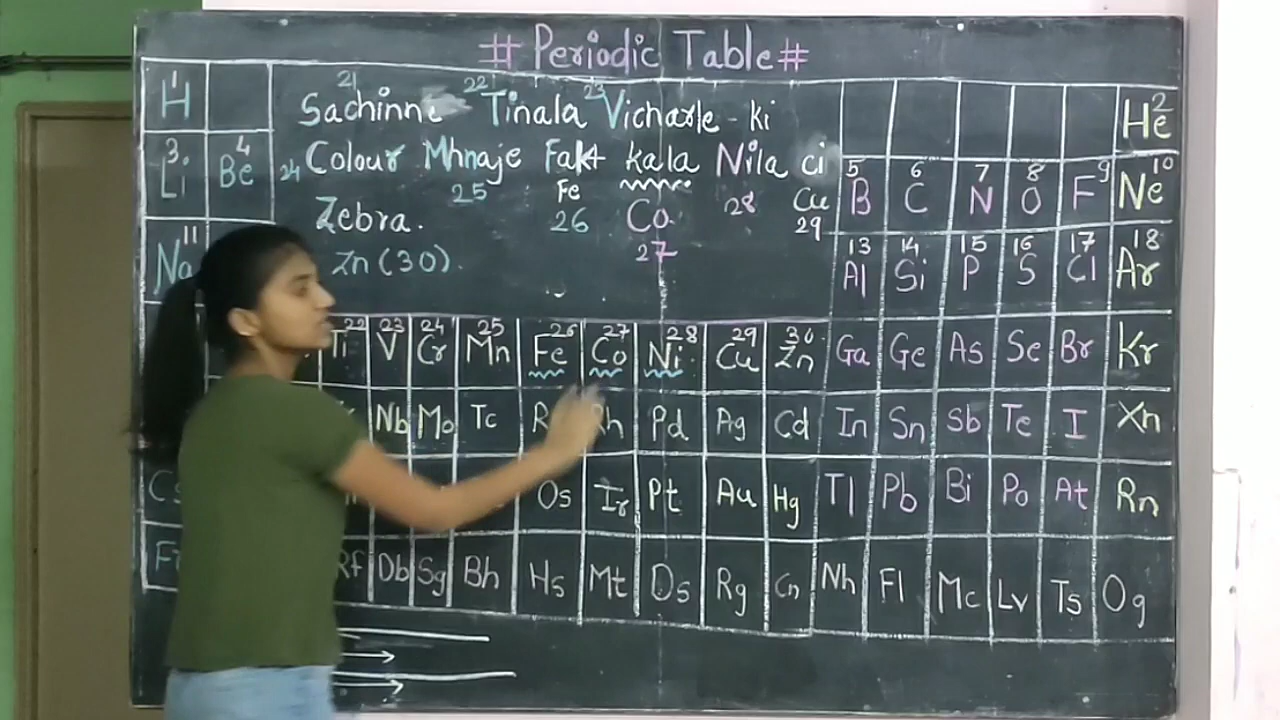 # Periodic Table #
1 21 22 23 2
H Sachinne Tinala Vicharle - ki He
3. 4 24 Colour Mhnaje Fakt kala Nila ci 5 6 7 8 9 10
Li Be 25 Fe 28 Cu B C N O F Ne
Zebra. 26 Co 29
11 27 13 14 15 16 17 18
Na Zn (30). Al Si P S Cl Ar
22 23 24 25 26 27 28 29 30
Ti V Cr Mn Fe Co Ni Cu Zn Ga Ge As Se Br Kr
Nb Mo Tc Rh Pd Ag Cd In Sn Sb Te I Xn
Cs Os Ir Pt Au Hg Tl Pb Bi Po At Rn
Rf Db Sg Bh Hs Mt Ds Rg Cn Nh Fl Mc Lv Ts Og